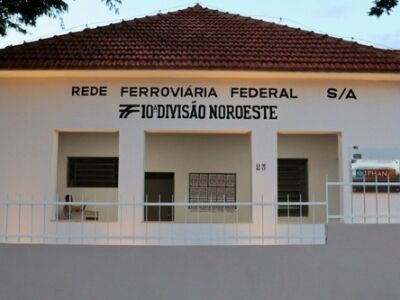 REDE FERROVIÁRIA FEDERAL S/A
10ª DIVISÃO NOROESTE
23
IPHAN